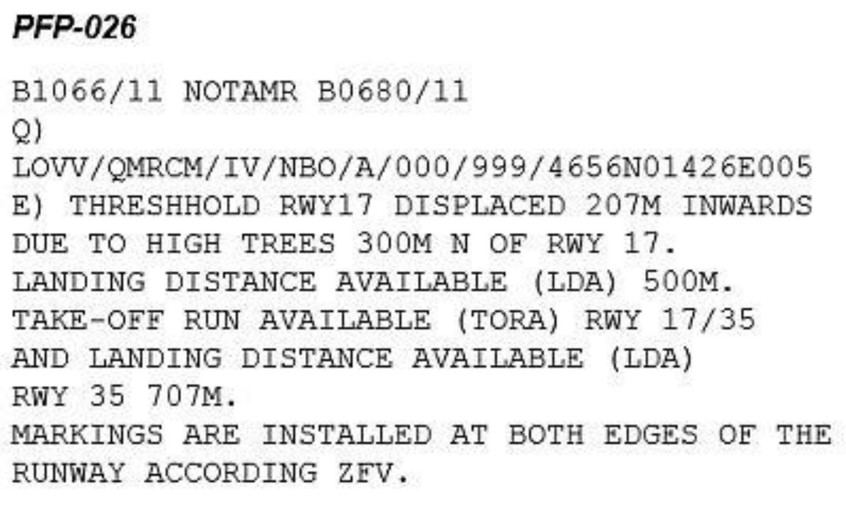 PFP-026
B1066/11 NOTAMR B0680/11
Q)
LOVV/QMRCM/IV/NBO/A/000/999/4656N01426E005
E) THRESHHOLD RWY17 DISPLACED 207M INWARDS
DUE TO HIGH TREES 300M N OF RWY 17.
LANDING DISTANCE AVAILABLE (LDA) 500M.
TAKE-OFF RUN AVAILABLE (TORA) RWY 17/35
AND LANDING DISTANCE AVAILABLE (LDA)
RWY 35 707M.
MARKINGS ARE INSTALLED AT BOTH EDGES OF THE
RUNWAY ACCORDING ZFV.